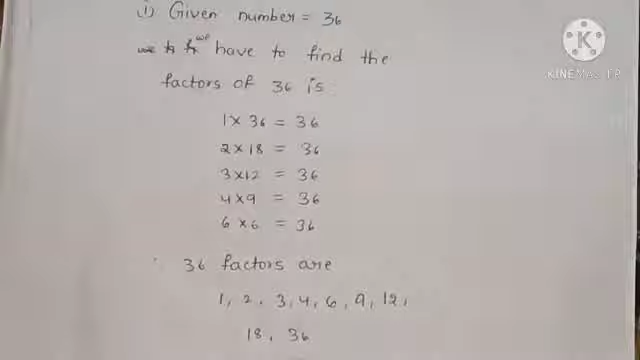 (i) Given number = 36
we have to find the
factors of 36 is
1 × 36 = 36
2 × 18 = 36
3 × 12 = 36
4 × 9 = 36
6 × 6 = 36
36 factors are
1, 2, 3, 4, 6, 9, 12,
18, 36
K
KINEMASTER